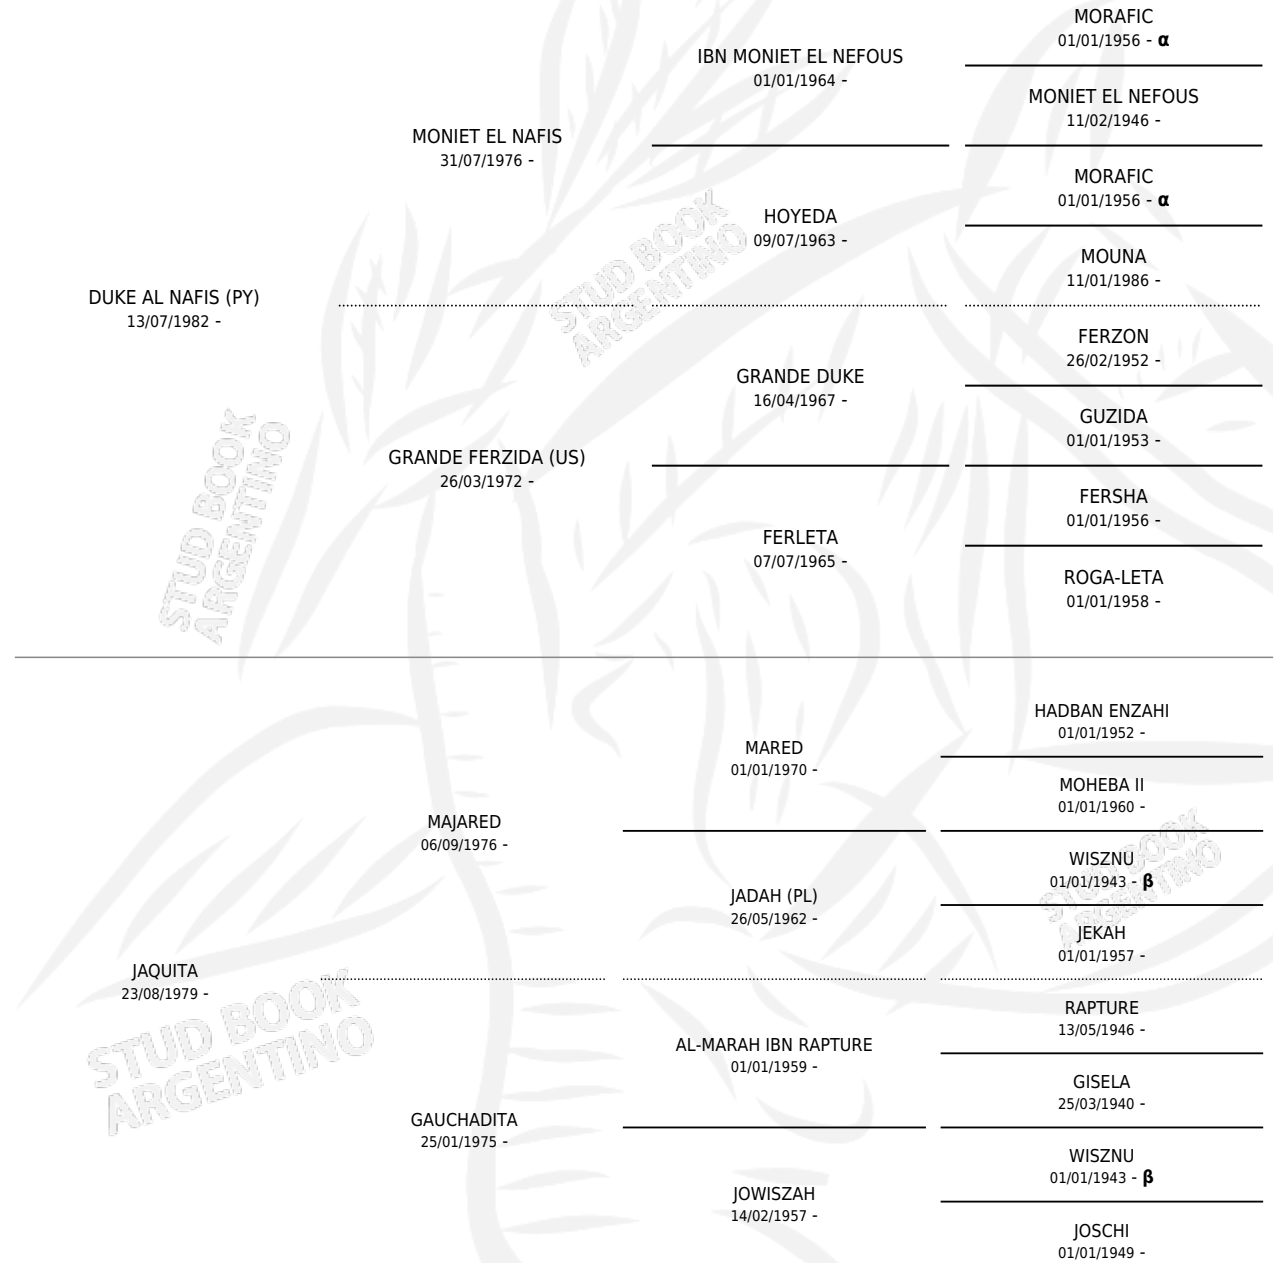 MORAFIC
01/01/1956 - α
IBN MONIET EL NEFOUS
01/01/1964 -
MONIET EL NEFOUS
11/02/1946 -
MONIET EL NAFIS
31/07/1976 -
MORAFIC
01/01/1956 - α
HOYEDA
09/07/1963 -
MOUNA
11/01/1986 -
DUKE AL NAFIS (PY)
13/07/1982 -
FERZON
26/02/1952 -
GRANDE DUKE
16/04/1967 -
GUZIDA
01/01/1953 -
GRANDE FERZIDA (US)
26/03/1972 -
FERSHA
01/01/1956 -
FERLETA
07/07/1965 -
ROGA-LETA
01/01/1958 -
STUD BOOK
ARGENTINO
STUD BOOK
ARGENTINO
HADBAN ENZAHI
01/01/1952 -
MARED
01/01/1970 -
MOHEBA II
01/01/1960 -
MAJARED
06/09/1976 -
WISZNU
01/01/1943 - β
JADAH (PL)
26/05/1962 -
JEKAH
01/01/1957 -
STUD BOOK
ARGENTINO
JAQUITA
23/08/1979 -
STUD BOOK
ARGENTINO
RAPTURE
13/05/1946 -
AL-MARAH IBN RAPTURE
01/01/1959 -
GISELA
25/03/1940 -
GAUCHADITA
25/01/1975 -
WISZNU
01/01/1943 - β
JOWISZAH
14/02/1957 -
JOSCHI
01/01/1949 -